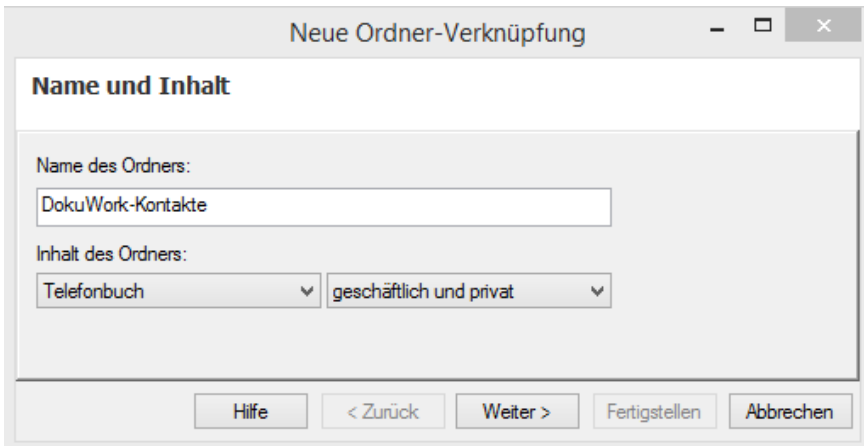 Neue Ordner-Verknüpfung
Name und Inhalt
Name des Ordners:
DokuWork-Kontakte
Inhalt des Ordners:
Telefonbuch geschäftlich und privat
Hilfe < Zurück Weiter > Fertigstellen Abbrechen